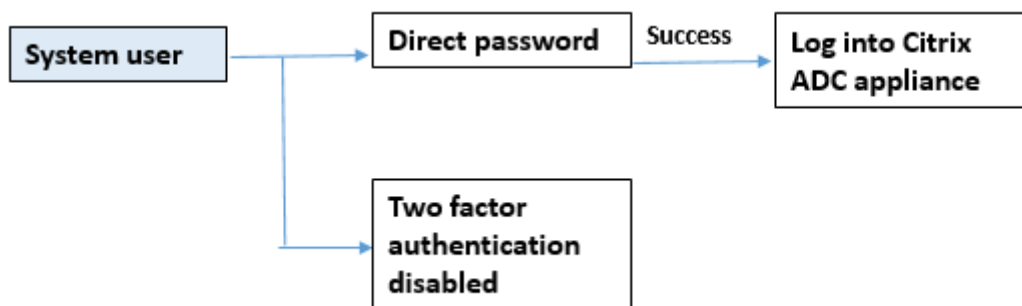 System user
Direct password
Success
Log into Citrix
ADC appliance
Two factor
authentication
disabled